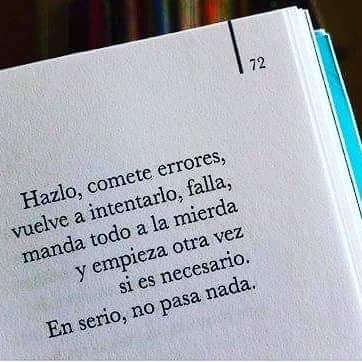 72
Hazlo, comete errores,
vuelve a intentarlo, falla,
manda todo a la mierda
y empieza otra vez
si es necesario.
En serio, no pasa nada.